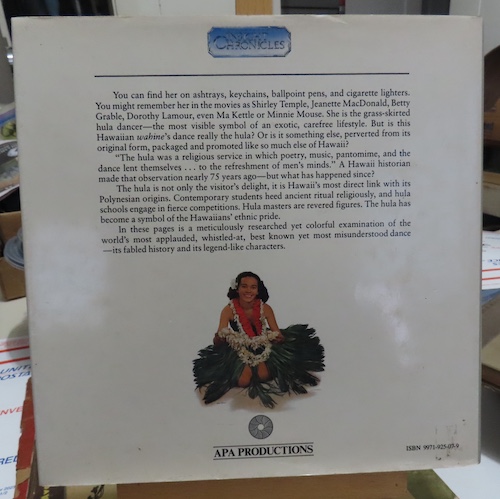 CHRONICLES
You can find her on ashtrays, keychains, ballpoint pens, and cigarette lighters.
You might remember her in the movies as Shirley Temple, Jeanette MacDonald, Betty
Grable, Dorothy Lamour, even Ma Kettle or Minnie Mouse. She is the grass-skirted
hula dancer—the most visible symbol of an exotic, carefree lifestyle. But is this
Hawaiian wahine's dance really the hula? Or is it something else, perverted from its
original form, packaged and promoted like so much else of Hawaii?
"The hula was a religious service in which poetry, music, pantomime, and the
dance lent themselves . . . to the refreshment of men's minds." A Hawaii historian
made that observation nearly 75 years ago—but what has happened since?
The hula is not only the visitor's delight, it is Hawaii's most direct link with its
Polynesian origins. Contemporary students heed ancient ritual religiously, and hula
schools engage in fierce competitions. Hula masters are revered figures. The hula has
become a symbol of the Hawaiians' ethnic pride.
In these pages is a meticulously researched yet colorful examination of the
world's most applauded, whistled-at, best known yet most misunderstood dance
—its fabled history and its legend-like characters.
APA PRODUCTIONS
ISBN 9971-925-07-9